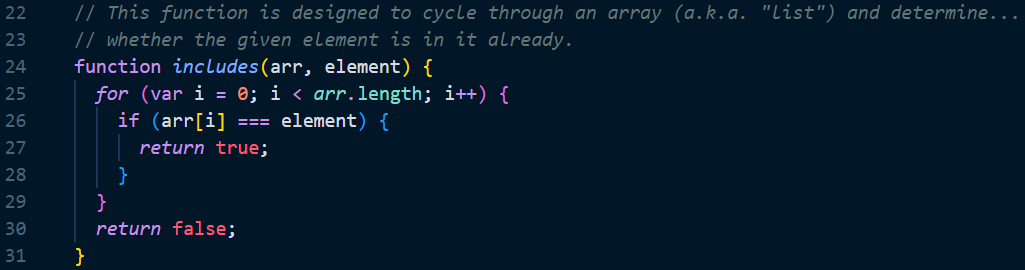 22 // This function is designed to cycle through an array (a.k.a. "list") and determine...
23 // whether the given element is in it already.
24 function includes(arr, element) {
25 for (var i = 0; i < arr.length; i++) {
26 if (arr[i] === element) {
27 return true;
28 }
29 }
30 return false;
31 }